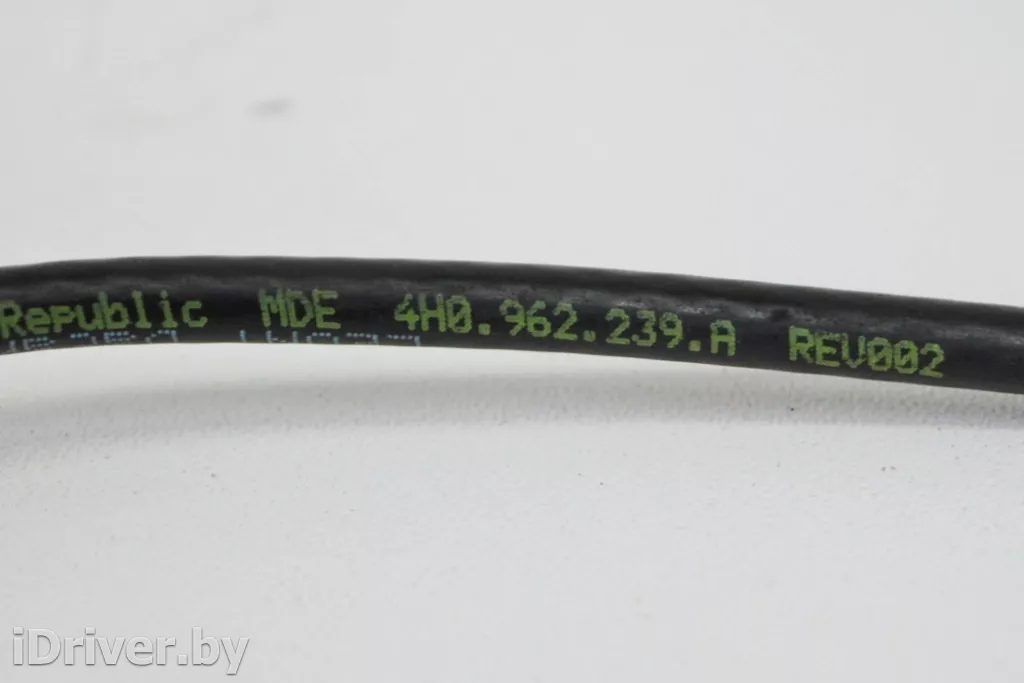 Republic MDE 4H0.962.239.A REV002
iDriver.by